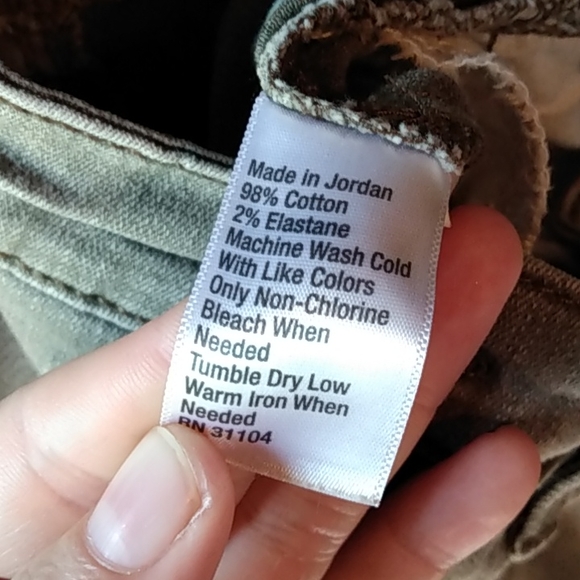 Made in Jordan
98% Cotton
2% Elastane
Machine Wash Cold
With Like Colors
Only Non-Chlorine
Bleach When
Needed
Tumble Dry Low
Warm Iron When
Needed
RN 31104